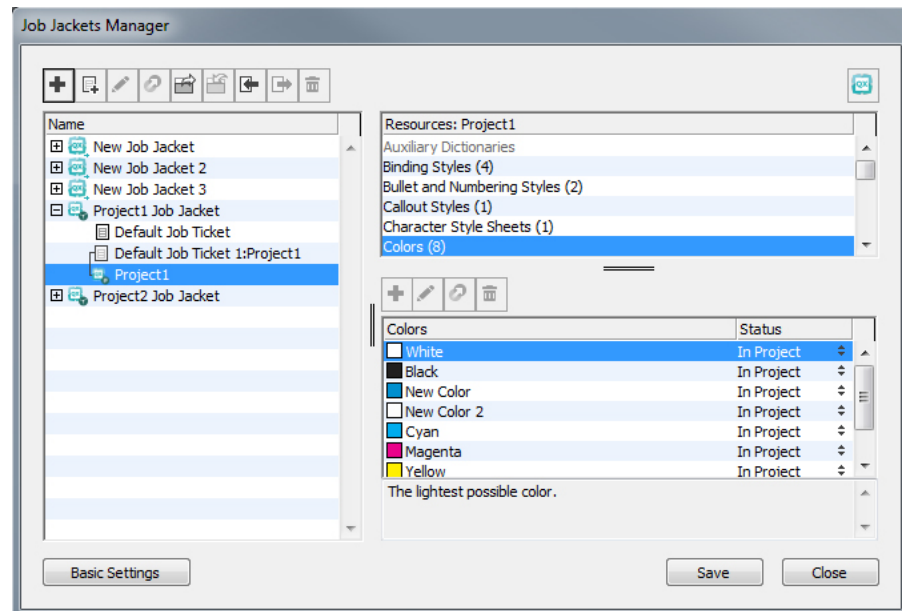 Job Jackets Manager
Name
New Job Jacket
New Job Jacket 2
New Job Jacket 3
Project1 Job Jacket
Default Job Ticket
Default Job Ticket 1:Project1
Project1
Project2 Job Jacket
Resources: Project1
Auxiliary Dictionaries
Binding Styles (4)
Bullet and Numbering Styles (2)
Callout Styles (1)
Character Style Sheets (1)
Colors (8)
Colors Status
White In Project
Black In Project
New Color In Project
New Color 2 In Project
Cyan In Project
Magenta In Project
Yellow In Project
The lightest possible color.
Basic Settings Save Close